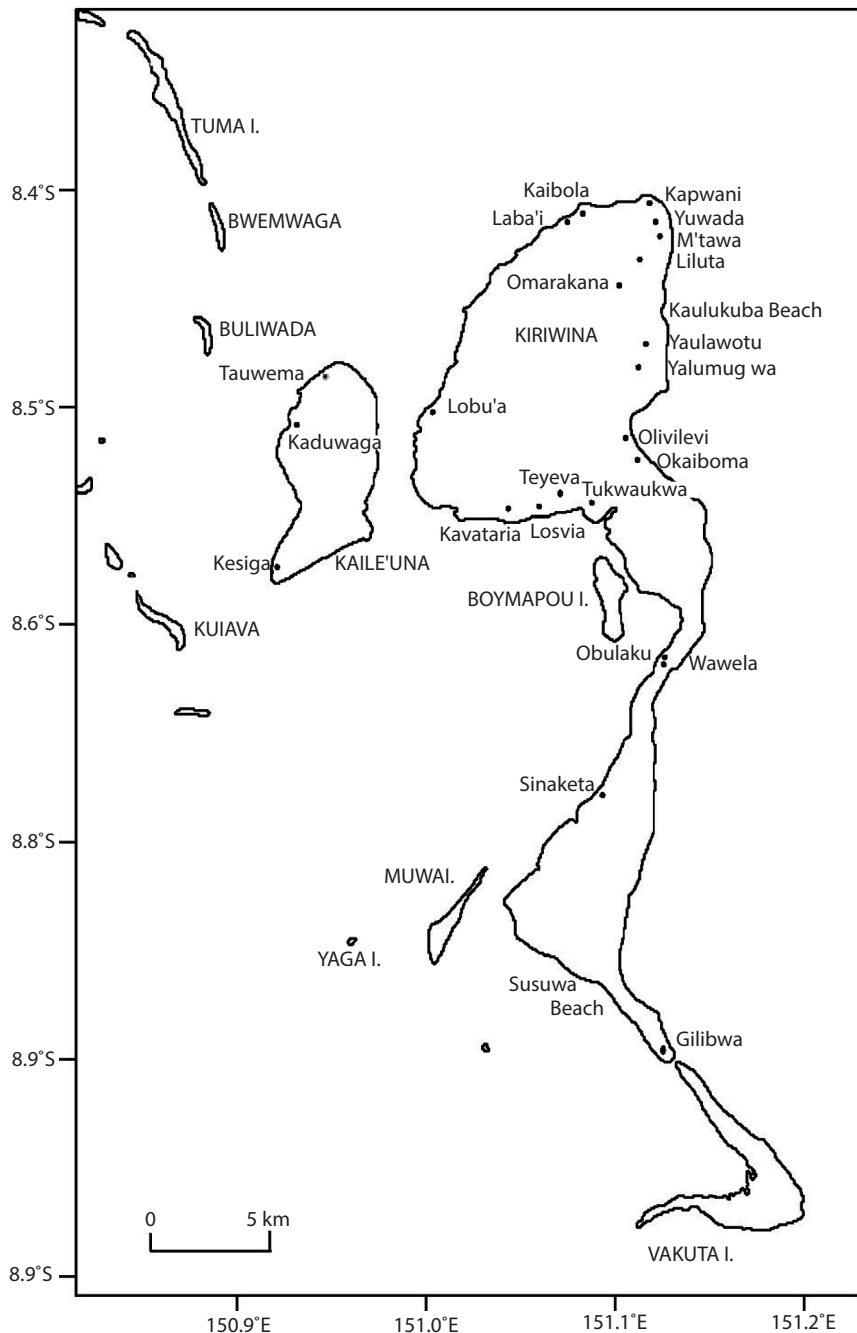 TUMA I.
8.4˚S
Kaibola
Kapwani
Laba'i
Yuwada
BWEMWAGA
M'tawa
Liluta
Omarakana
Kaulukuba Beach
BULIWADA
KIRIWINA
Yaulawotu
Tauwema
Yalumug wa
8.5˚S
Lobu'a
Kaduwaga
Olivilevi
Okaiboma
Teyeva
Tukwaukwa
Kavataria
Losvia
Kesiga
KAILE'UNA
BOYMAPOU I.
8.6˚S
KUIAVA
Obulaku
Wawela
Sinaketa
8.8˚S
MUWAI.
YAGA I.
Susuwa
Beach
Gilibwa
8.9˚S
0 5 km
VAKUTA I.
8.9˚S
150.9˚E 151.0˚E 151.1˚E 151.2˚E